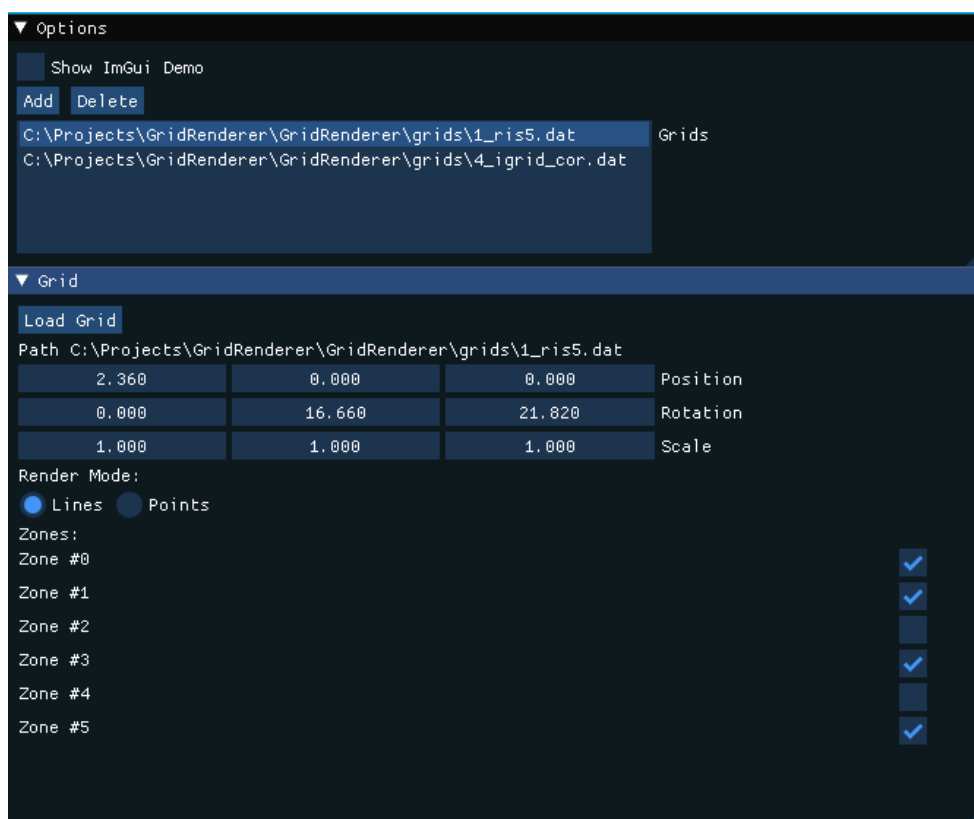 Options
Show ImGui Demo
Add Delete
C:\Projects\GridRenderer\GridRenderer\grids\1_ris5.dat Grids
C:\Projects\GridRenderer\GridRenderer\grids\4_igrid_cor.dat
Grid
Load Grid
Path C:\Projects\GridRenderer\GridRenderer\grids\1_ris5.dat
2.360 0.000 0.000 Position
0.000 16.660 21.820 Rotation
1.000 1.000 1.000 Scale
Render Mode:
Lines Points
Zones:
Zone #0
Zone #1
Zone #2
Zone #3
Zone #4
Zone #5